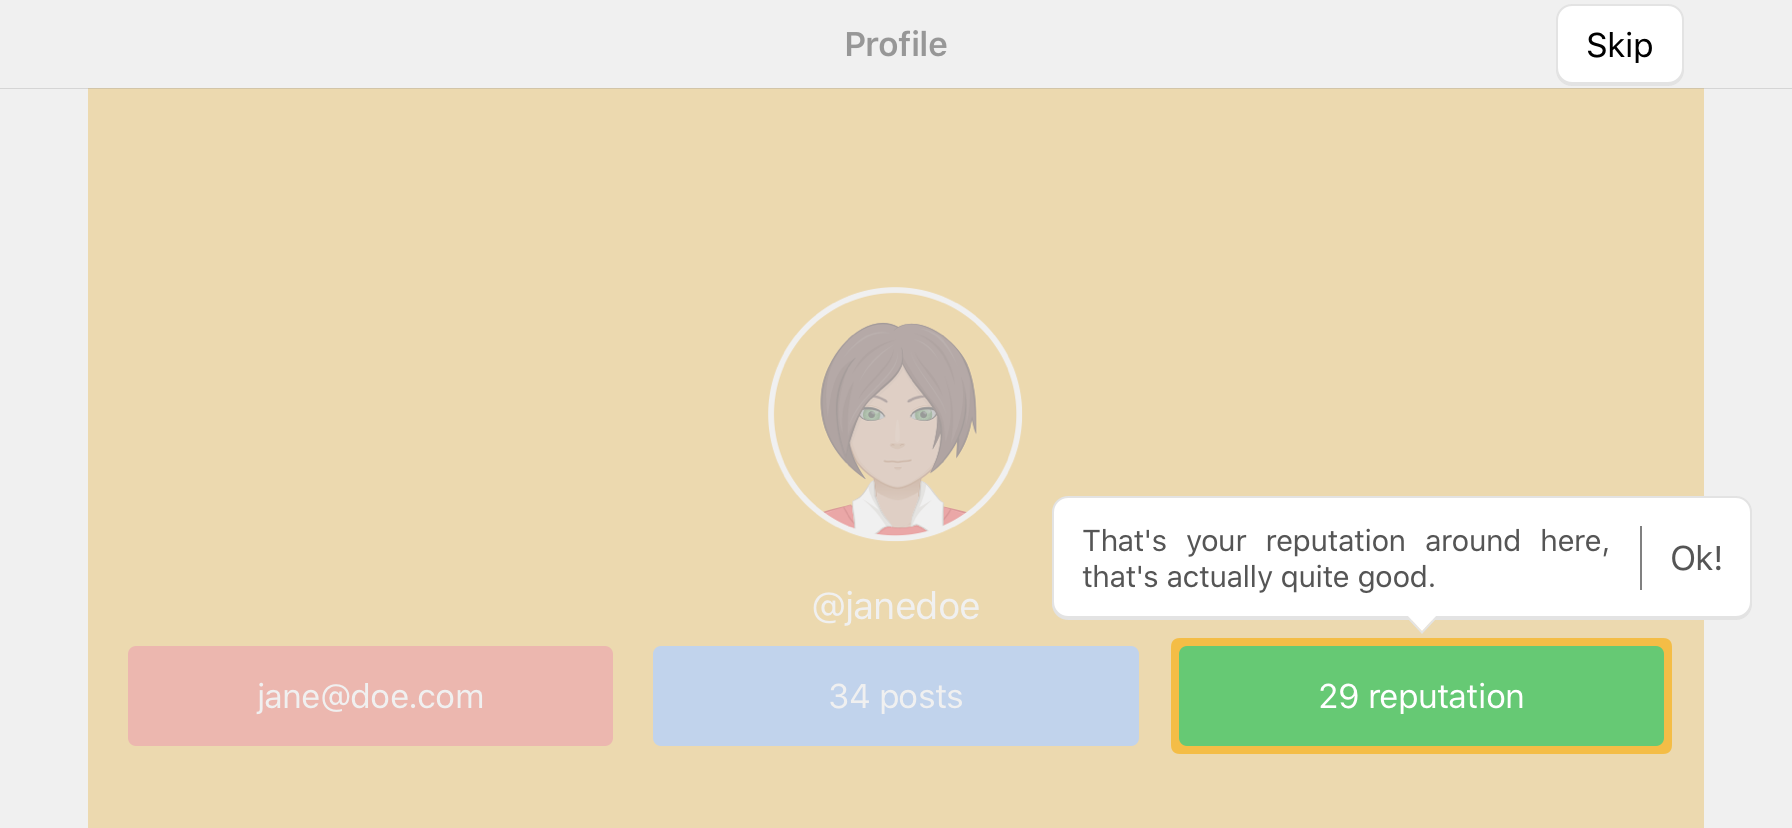 Profile
Skip
That's your reputation around here,
that's actually quite good.
Ok!
@janedoe
jane@doe.com
34 posts
29 reputation